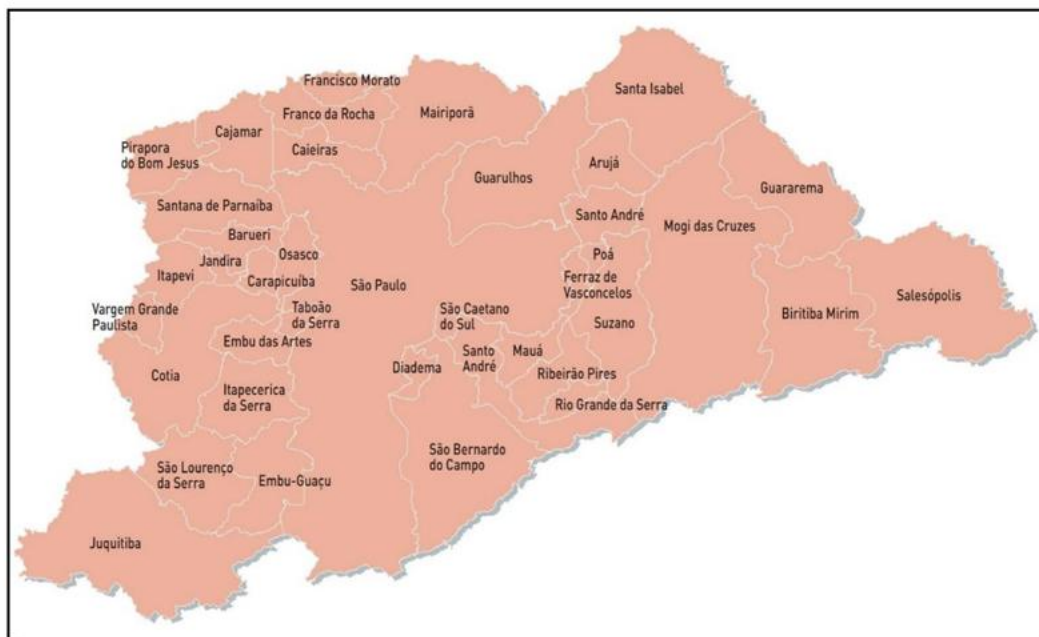 Francisco Morato
Santa Isabel
Franco da Rocha
Mairiporã
Cajamar
Pirapora
do Bom Jesus
Caieiras
Guarulhos
Arujá
Guararema
Santana de Parnaíba
Santo André
Mogi das Cruzes
Barueri
Osasco
Poá
Jandira
Itapevi
Carapicuíba
São Paulo
Ferraz de
Vasconcelos
Salesópolis
Vargem Grande
Paulista
Taboão
da Serra
São Caetano
do Sul
Biritiba Mirim
Suzano
Embu das Artes
Santo
André
Mauá
Diadema
Cotia
Ribeirão Pires
Itapecerica
da Serra
Rio Grande da Serra
São Bernardo
do Campo
São Lourenço
da Serra
Embu-Guaçu
Juquitiba